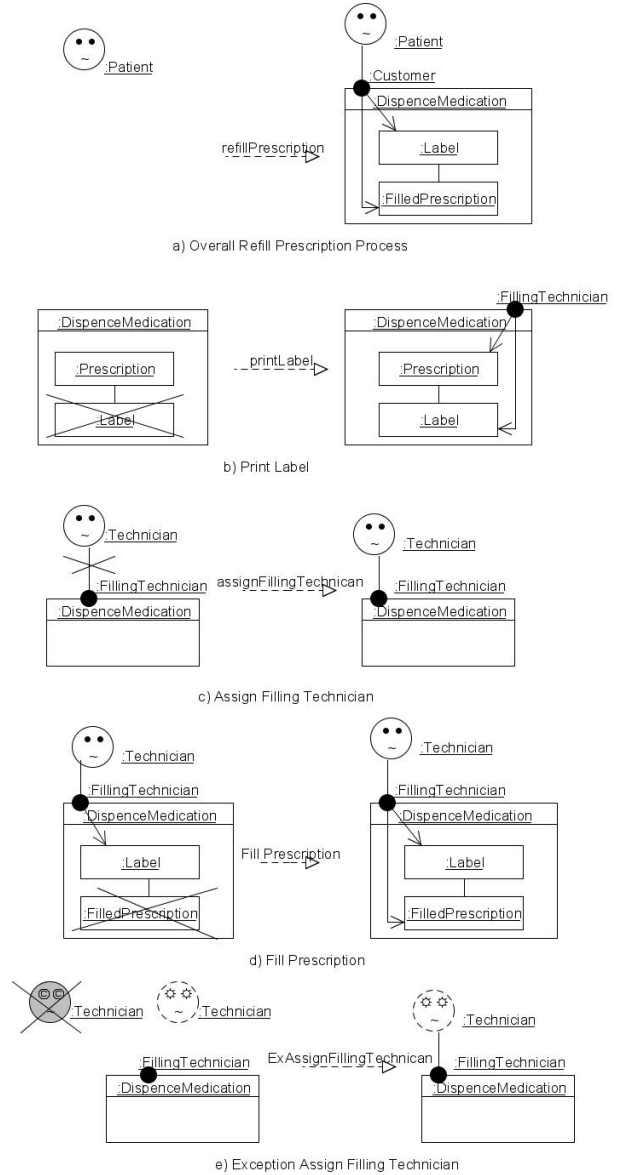 :Patient
:Patient
:Customer
:DispenceMedication
refillPrescription
:Label
:FilledPrescription
a) Overall Refill Prescription Process
:FillingTechnician
:DispenceMedication
:DispenceMedication
:Prescription
printLabel
:Prescription
:Label
:Label
b) Print Label
:Technician
:Technician
:FillingTechnician
assignFillingTechnican
:FillingTechnician
:DispenceMedication
:DispenceMedication
c) Assign Filling Technician
:Technician
:Technician
:FillingTechnician
:FillingTechnician
:DispenceMedication
:DispenceMedication
:Label
Fill Prescription
:Label
:FilledPrescription
:FilledPrescription
d) Fill Prescription
:Technician
:Technician
:Technician
:FillingTechnician
ExAssignFillingTechnican
:FillingTechnician
:DispenceMedication
:DispenceMedication
e) Exception Assign Filling Technician